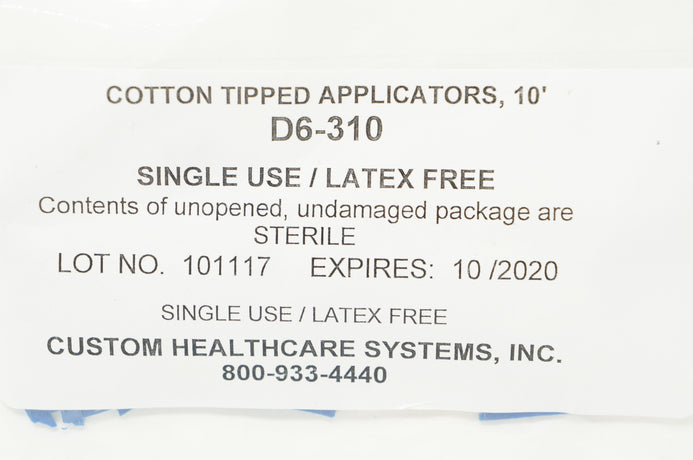 COTTON TIPPED APPLICATORS, 10'
D6-310
SINGLE USE / LATEX FREE
Contents of unopened, undamaged package are
STERILE
LOT NO. 101117 EXPIRES: 10 /2020
SINGLE USE / LATEX FREE
CUSTOM HEALTHCARE SYSTEMS, INC.
800-933-4440